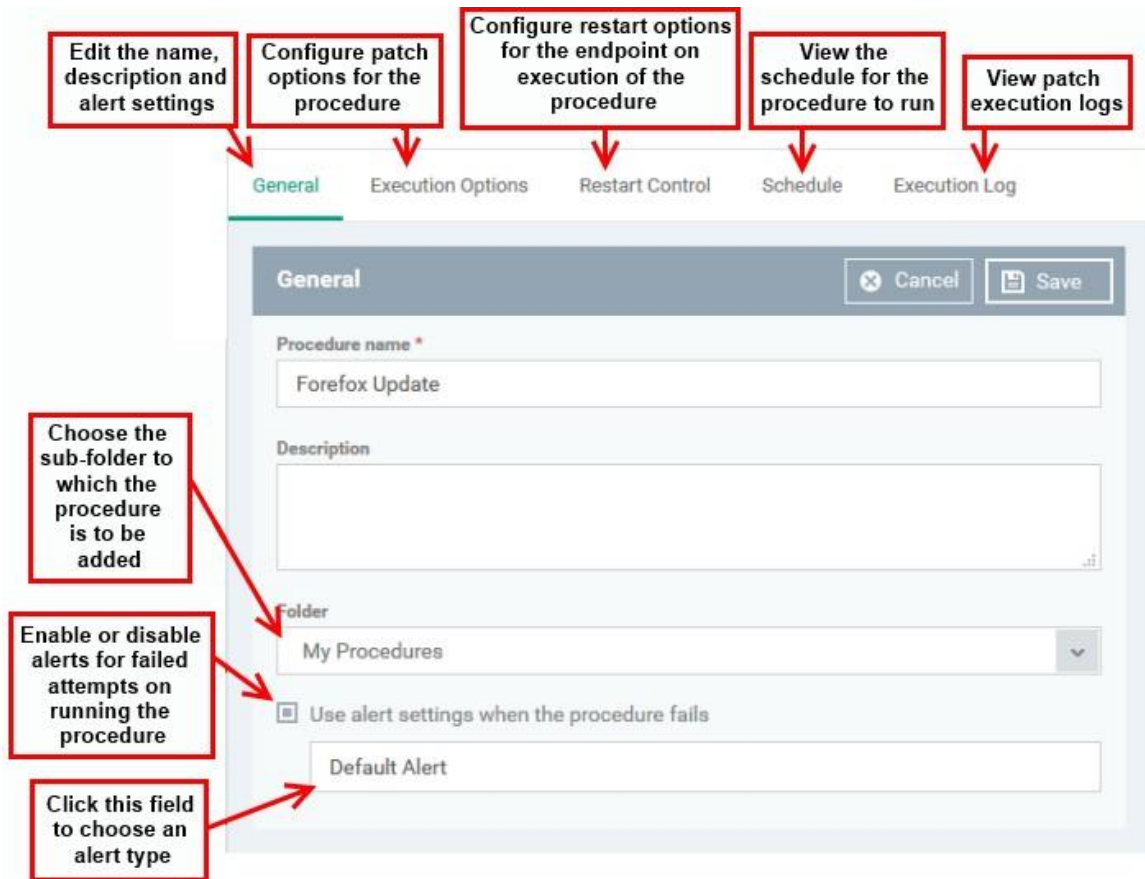 Edit the name,
description and
alert settings
Configure patch
options for the
procedure
Configure restart options
for the endpoint on
execution of the
procedure
View the
schedule for the
procedure to run
View patch
execution logs
General
Execution Options
Restart Control
Schedule
Execution Log
General
Cancel
Save
Procedure name *
Forefox Update
Description
Choose the
sub-folder to
which the
procedure
is to be
added
Folder
My Procedures
Enable or disable
alerts for failed
attempts on
running the
procedure
Use alert settings when the procedure fails
Default Alert
Click this field
to choose an
alert type